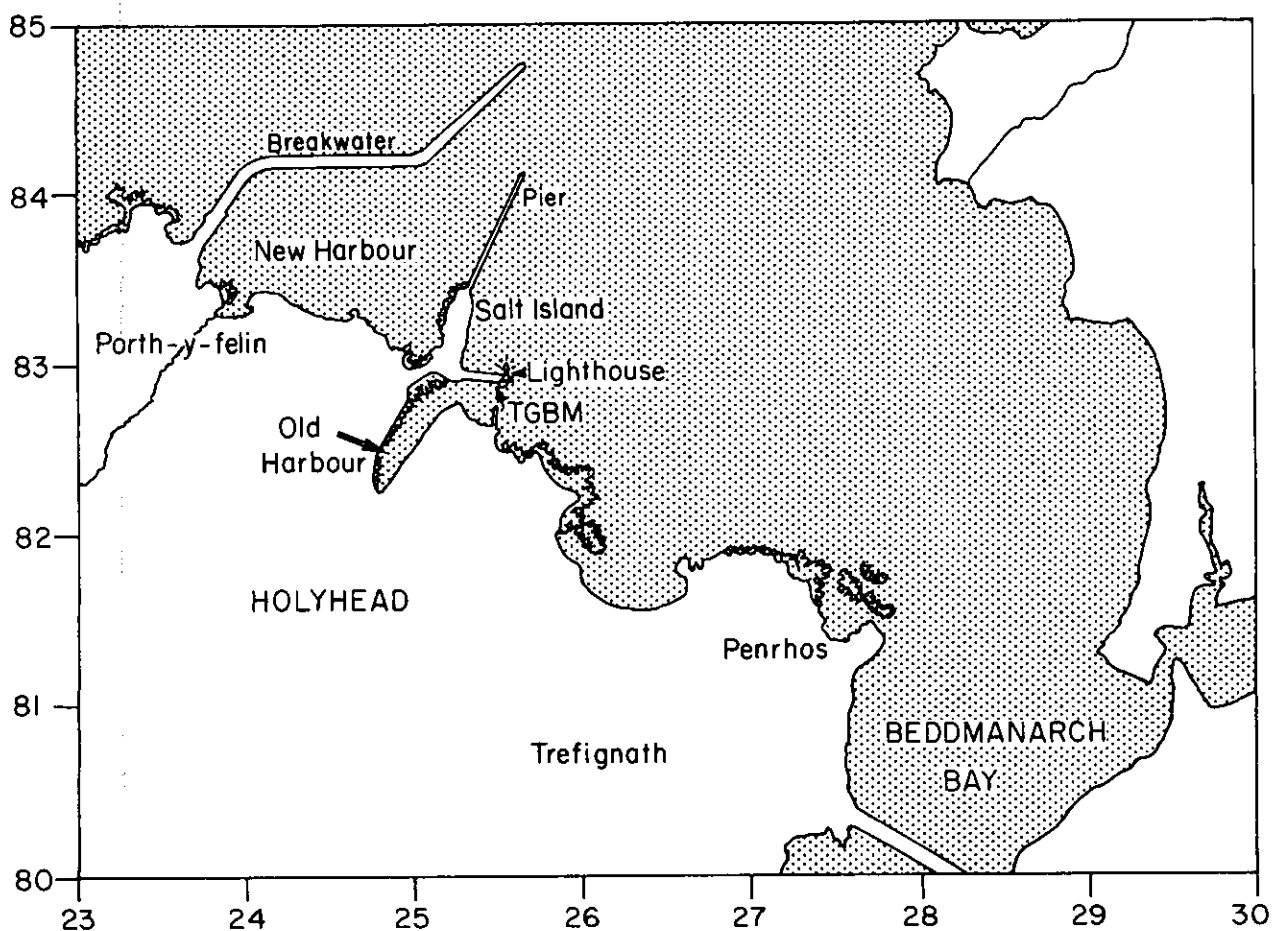 85
84
83
82
81
80
23
24
25
26
27
28
29
30
Breakwater
Pier
New Harbour
Salt Island
Porth-y-felin
Lighthouse
TGBM
Old
Harbour
HOLYHEAD
Penrhos
Trefignath
BEDDMANARCH
BAY